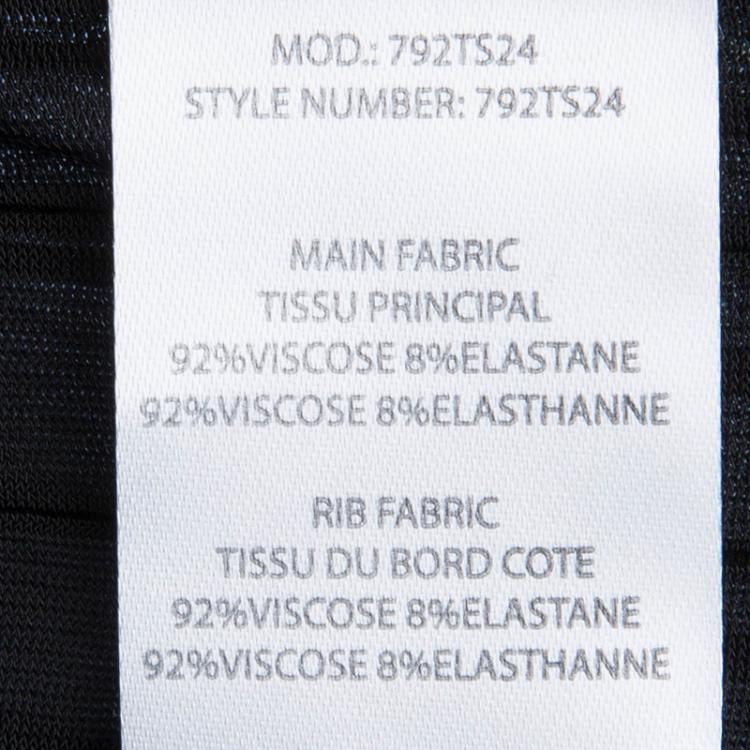 MOD.: 792TS24
STYLE NUMBER: 792TS24
MAIN FABRIC
TISSU PRINCIPAL
92%VISCOSE 8%ELASTANE
92%VISCOSE 8%ELASTHANNE
RIB FABRIC
TISSU DU BORD COTE
92%VISCOSE 8%ELASTANE
92%VISCOSE 8%ELASTHANNE